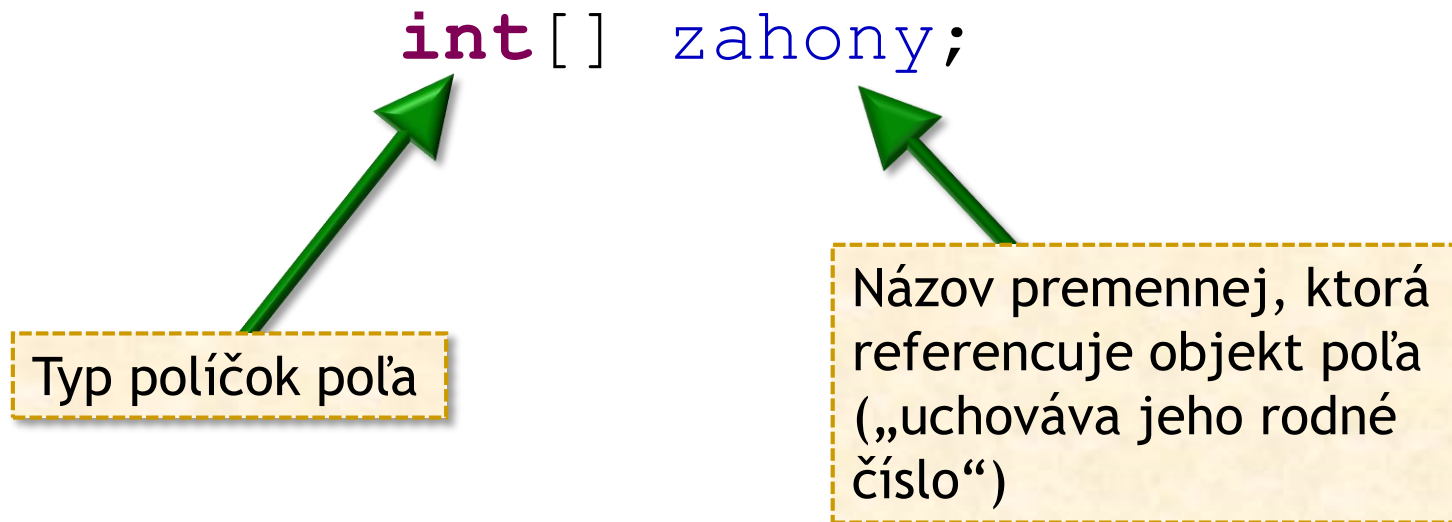 int[] zahony;
Typ políčok poľa
Názov premennej, ktorá
referencuje objekt poľa
(„uchováva jeho rodné
číslo“)